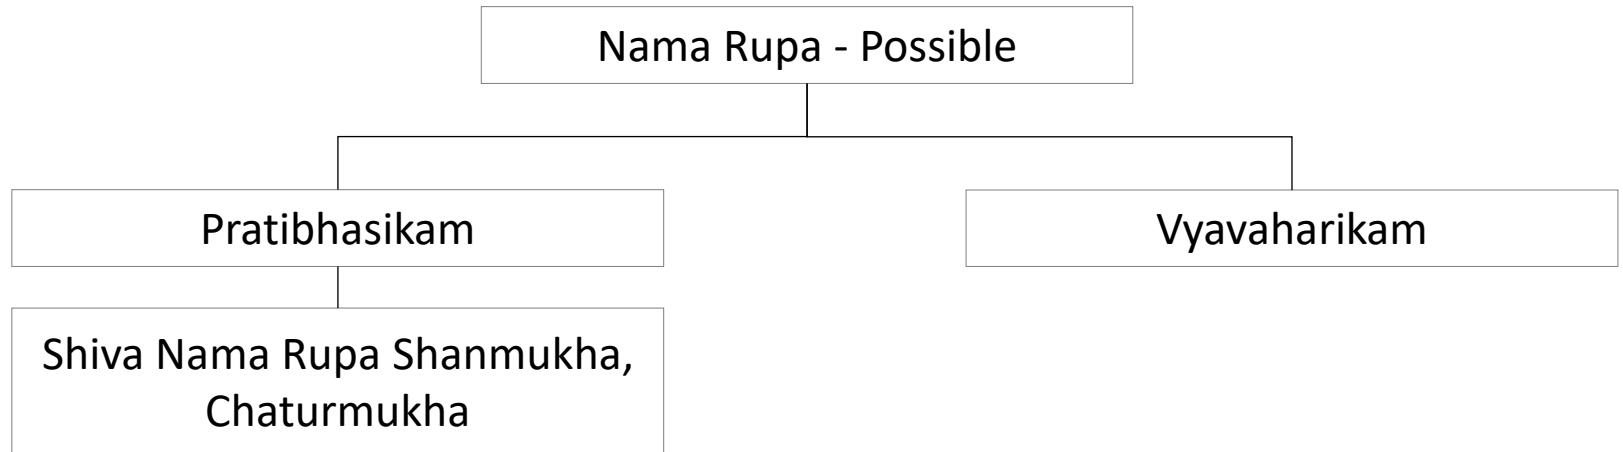 Nama Rupa - Possible
Pratibhasikam
Vyavaharikam
Shiva Nama Rupa Shanmukha,
Chaturmukha